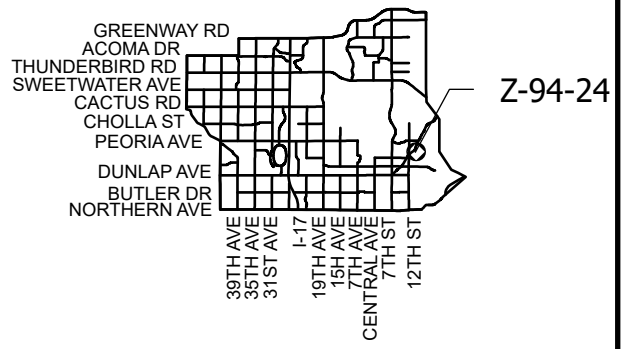 GREENWAY RD
ACOMA DR
THUNDERBIRD RD
SWEETWATER AVE
CACTUS RD
CHOLLA ST
PEORIA AVE
DUNLAP AVE
BUTLER DR
NORTHERN AVE
Z-94-24
39TH AVE
35TH AVE
31ST AVE
I-17
19TH AVE
15H AVE
7TH AVE
CENTRAL AVE
7TH ST
12TH ST